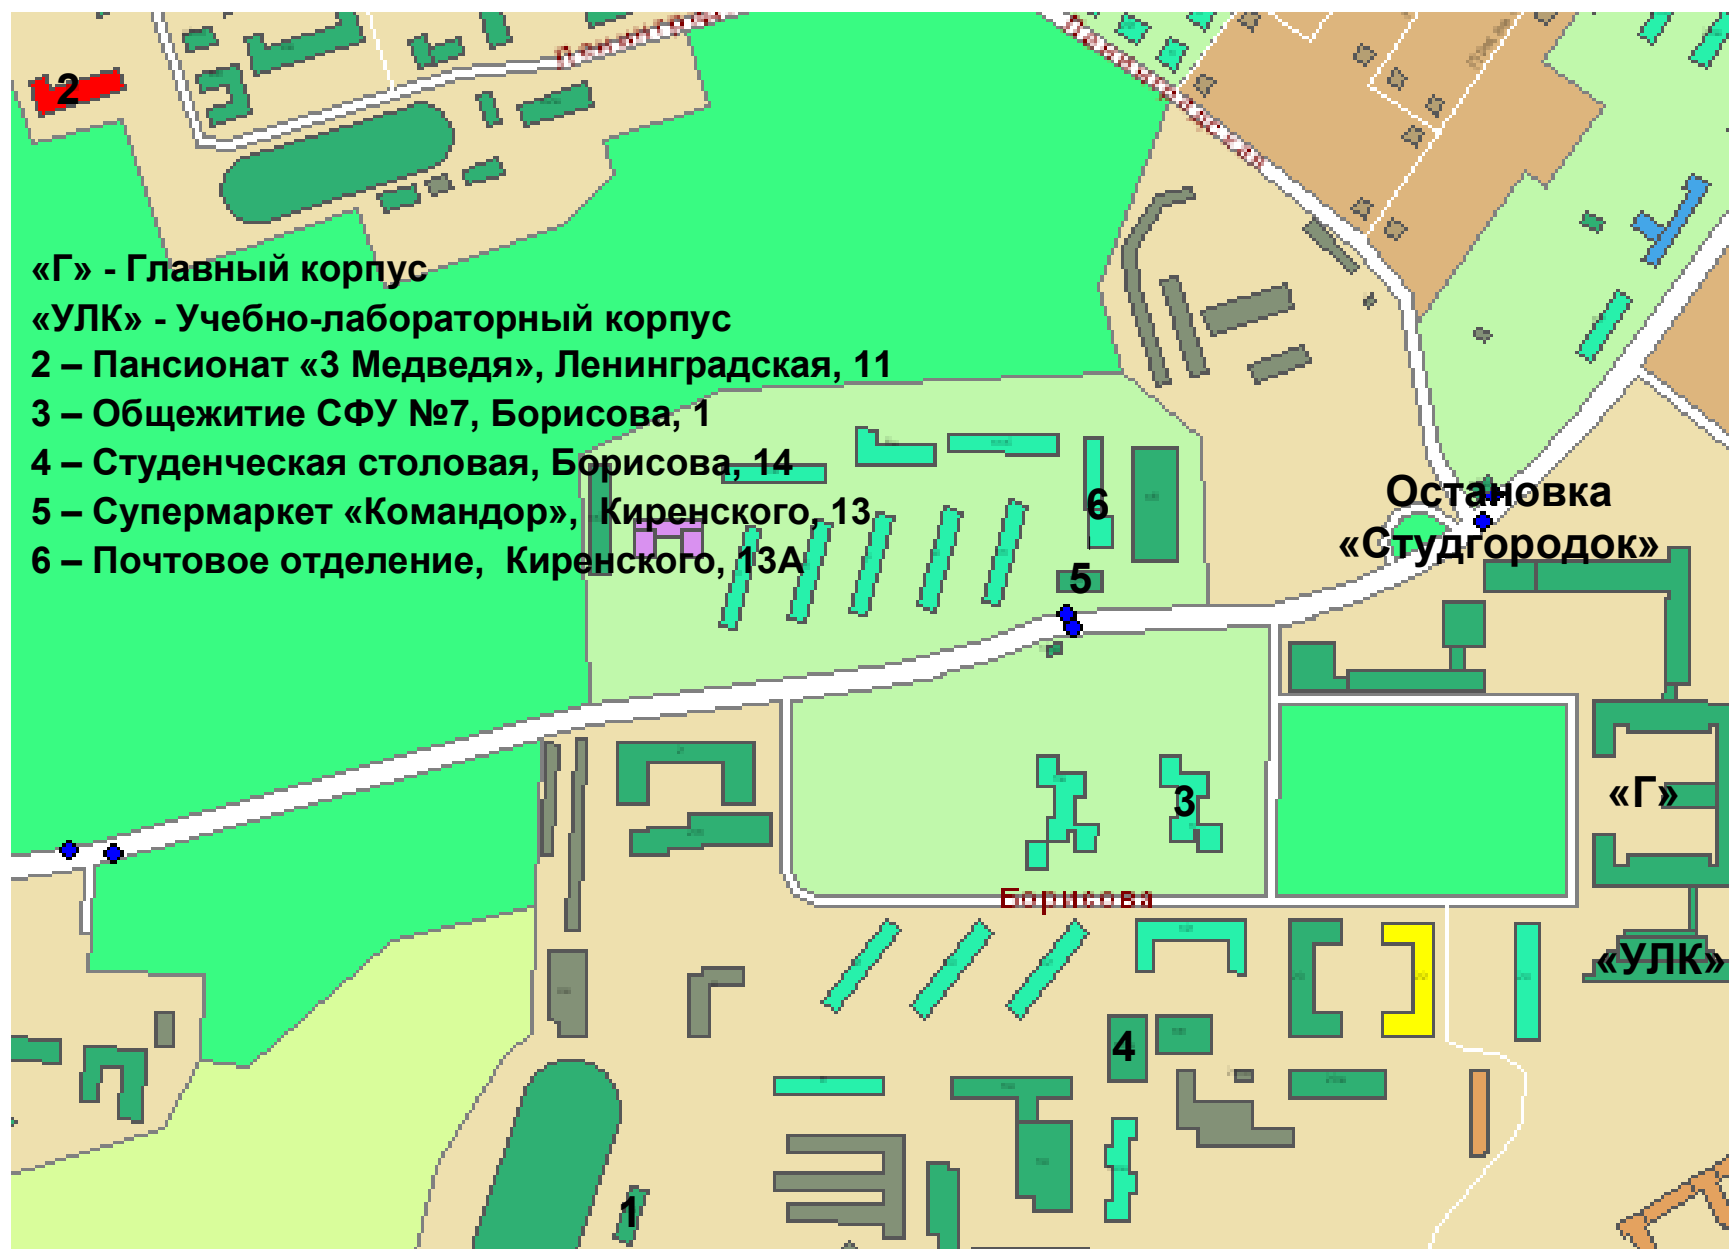 Ленинградская
2
«Г» - Главный корпус
«УЛК» - Учебно-лабораторный корпус
2 – Пансионат «3 Медведя», Ленинградская, 11
3 – Общежитие СФУ №7, Борисова, 1
4 – Студенческая столовая, Борисова, 14
5 – Супермаркет «Командор», Киренского, 13
6 – Почтовое отделение, Киренского, 13А
6
5
Остановка
«Студгородок»
3
«Г»
Борисова
«УЛК»
4
1